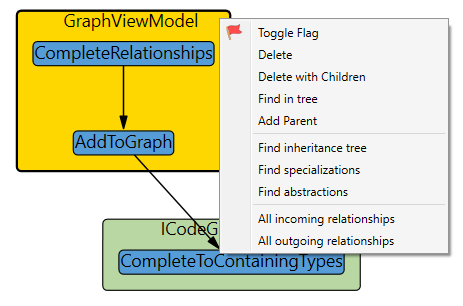 GraphViewModel
CompleteRelationships
AddToGraph
ICodeG
CompleteToContainingTypes
Toggle Flag
Delete
Delete with Children
Find in tree
Add Parent
Find inheritance tree
Find specializations
Find abstractions
All incoming relationships
All outgoing relationships